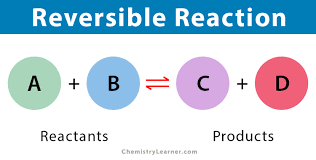 Reversible Reaction
A + B ⇌ C + D
Reactants Products
ChemistryLearner.com